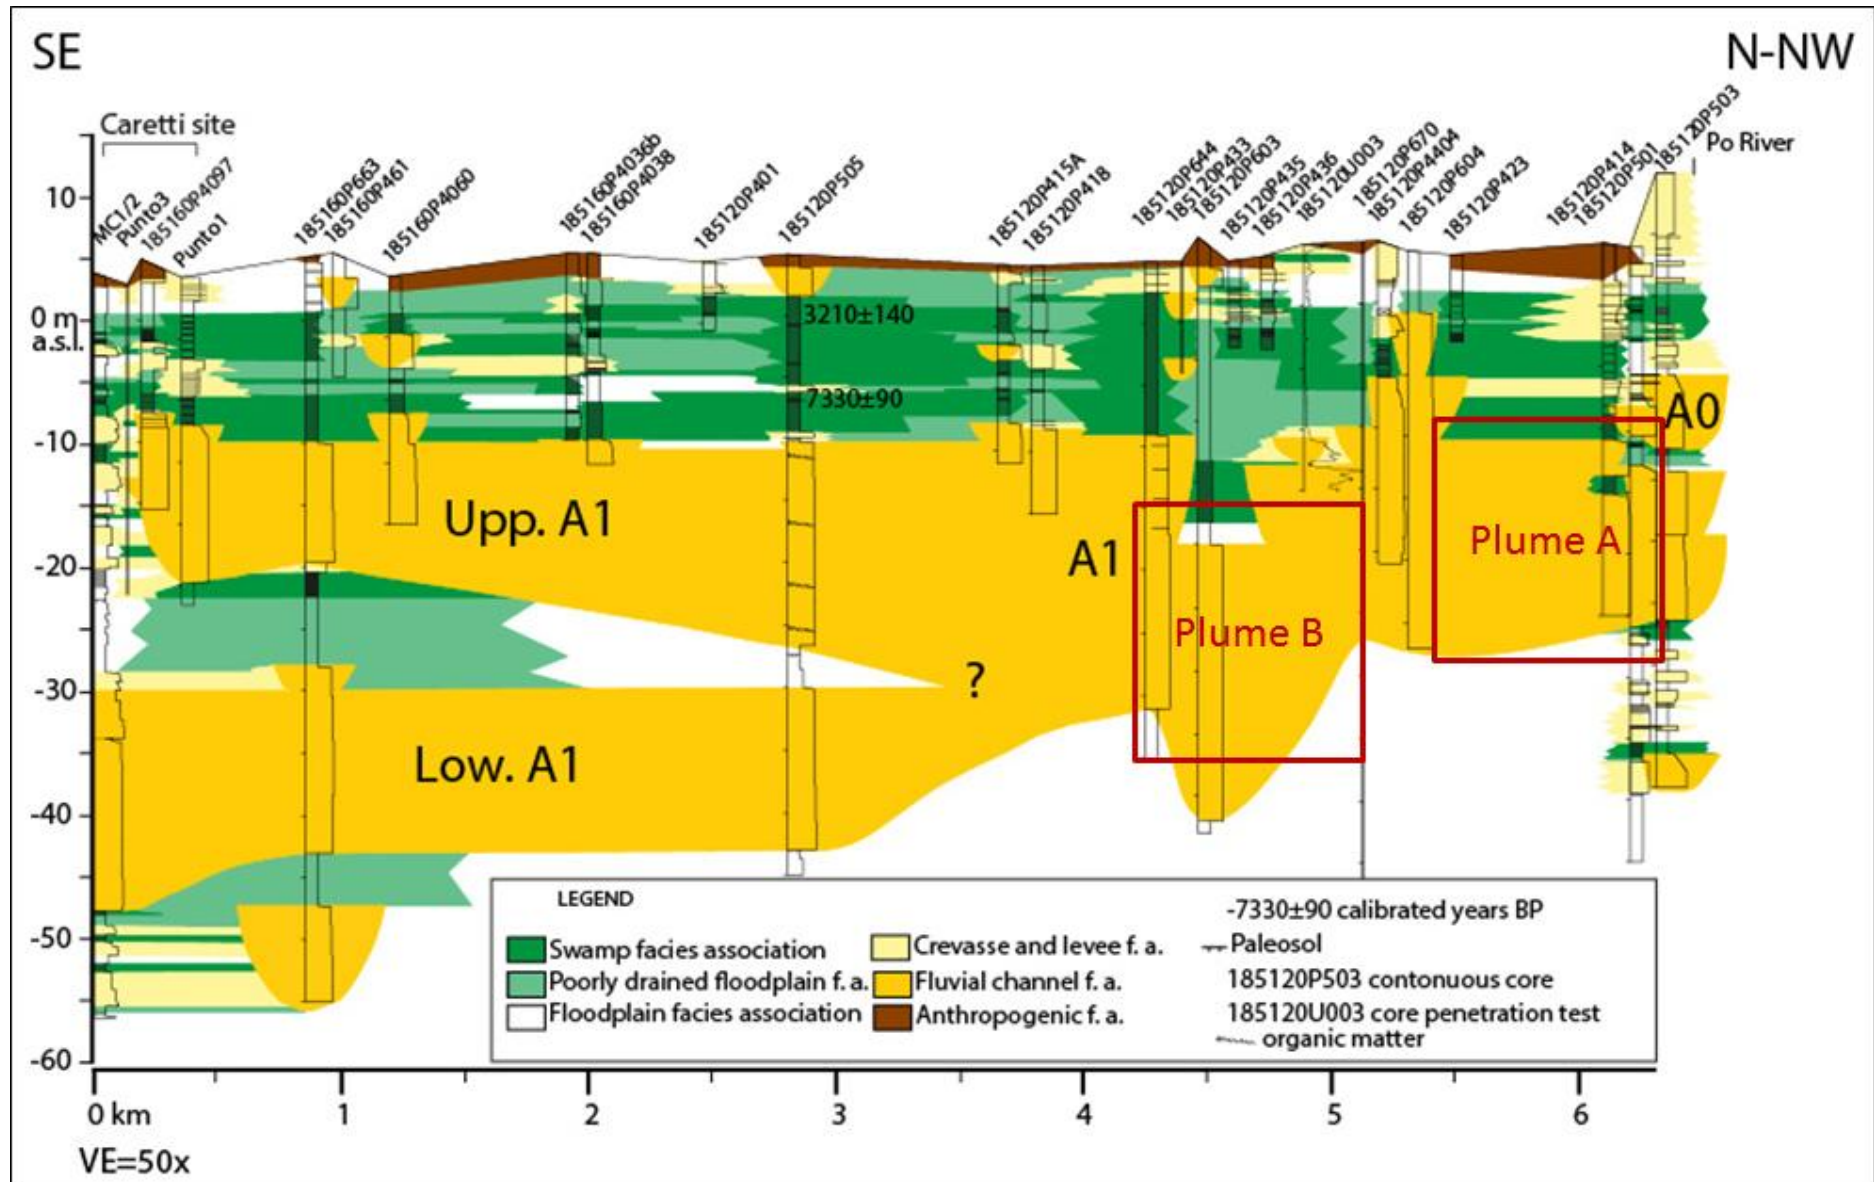 SE
N-NW
Caretti site
Po River
MC1/2
Punto3
185160P4097
Punto1
185160P663
185160P461
185160P4060
185160P4036b
185160P4038
185120P401
185120P505
185120P415A
185120P418
185120P644
185120P433
185120P603
185120P435
185120P436
185120U003
185120P670
185120P4404
185120P604
185120P423
185120P414
185120P501
185120P503
10
0 m
a.s.l.
-10
-20
-30
-40
-50
-60
3210±140
7330±90
A0
Upp. A1
A1
Plume A
Plume B
?
Low. A1
LEGEND
Swamp facies association
Poorly drained floodplain f. a.
Floodplain facies association
Crevasse and levee f. a.
Fluvial channel f. a.
Anthropogenic f. a.
-7330±90 calibrated years BP
Paleosol
185120P503 contonuous core
185120U003 core penetration test
organic matter
0 km
1
2
3
4
5
6
VE=50x